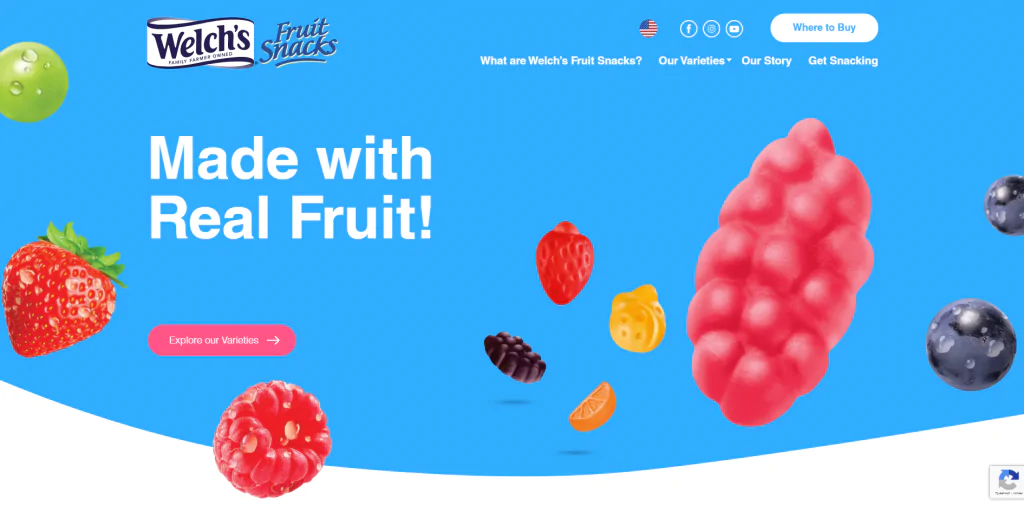 Welch's
FAMILY FARMER OWNED
Fruit
Snacks
Where to Buy
What are Welch's Fruit Snacks?
Our Varieties
Our Story
Get Snacking
Made with
Real Fruit!
Explore our Varieties